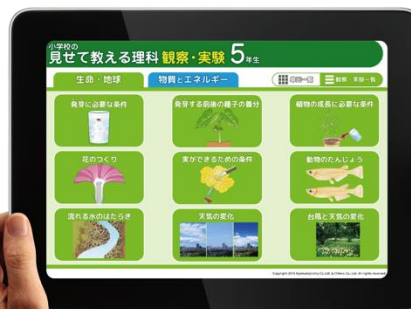 小学校の
見せて教える理科 観察・実験 5年生
生命・地球 物質とエネルギー 単元一覧 観察・実験一覧
発芽に必要な条件 発芽する前後の種子の養分 植物の成長に必要な条件
花のつくり 実ができるための条件 動物のたんじょう
流れる水のはたらき 天気の変化 台風と天気の変化